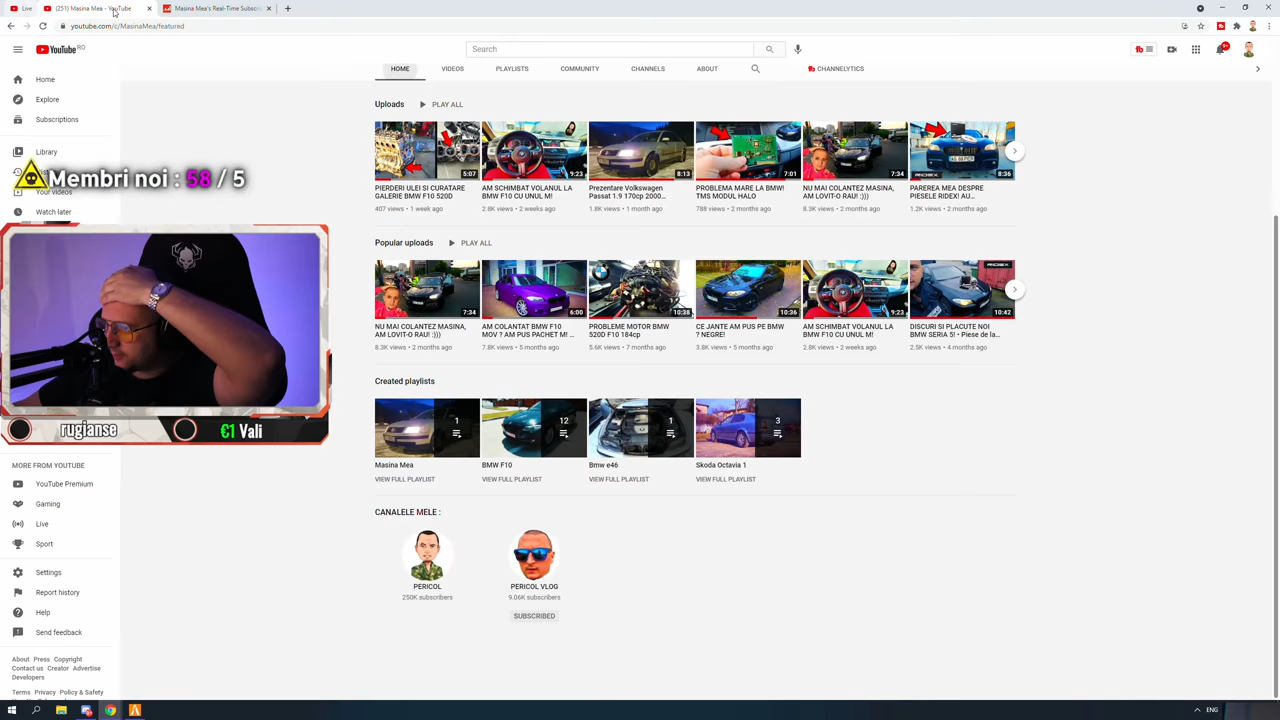 Live
(251) Masina Mea - YouTube
Masina Mea's Real-Time Subscri
youtube.com/c/MasinaMea/featured
YouTube RO
Search
9+
HOME
VIDEOS
PLAYLISTS
COMMUNITY
CHANNELS
ABOUT
CHANNELYTICS
Home
Explore
Subscriptions
Library
Your videos
Watch later
Membri noi : 58 / 5
rugianse
€1 Vali
MORE FROM YOUTUBE
YouTube Premium
Gaming
Live
Sport
Settings
Report history
Help
Send feedback
About Press Copyright
Contact us Creator Advertise
Developers
Terms Privacy Policy & Safety
Uploads
PLAY ALL
5:07
PIERDERI ULEI SI CURATARE
GALERIE BMW F10 520D
407 views • 1 week ago
9:23
AM SCHIMBAT VOLANUL LA
BMW F10 CU UNUL M!
2.8K views • 2 weeks ago
8:13
Prezentare Volkswagen
Passat 1.9 170cp 2000...
1.8K views • 1 month ago
7:01
PROBLEMA MARE LA BMW!
TMS MODUL HALO
788 views • 2 months ago
7:34
NU MAI COLANTEZ MASINA,
AM LOVIT-O RAU! :)))
8.3K views • 2 months ago
8:36
PAREREA MEA DESPRE
PIESELE RIDEX! AU...
1.2K views • 2 months ago
Popular uploads
PLAY ALL
7:34
NU MAI COLANTEZ MASINA,
AM LOVIT-O RAU! :)))
8.3K views • 2 months ago
6:00
AM COLANTAT BMW F10
MOV ? AM PUS PACHET M! ...
7.8K views • 5 months ago
10:38
PROBLEME MOTOR BMW
520D F10 184cp
5.6K views • 7 months ago
10:36
CE JANTE AM PUS PE BMW
? NEGRE!
3.8K views • 5 months ago
9:23
AM SCHIMBAT VOLANUL LA
BMW F10 CU UNUL M!
2.8K views • 2 weeks ago
RIDEX
10:42
DISCURI SI PLACUTE NOI
BMW SERIA 5! • Piese de la...
2.5K views • 4 months ago
Created playlists
1
Masina Mea
VIEW FULL PLAYLIST
12
BMW F10
VIEW FULL PLAYLIST
1
Bmw e46
VIEW FULL PLAYLIST
3
Skoda Octavia 1
VIEW FULL PLAYLIST
CANALELE MELE :
PERICOL
250K subscribers
PERICOL VLOG
9.06K subscribers
SUBSCRIBED
ENG